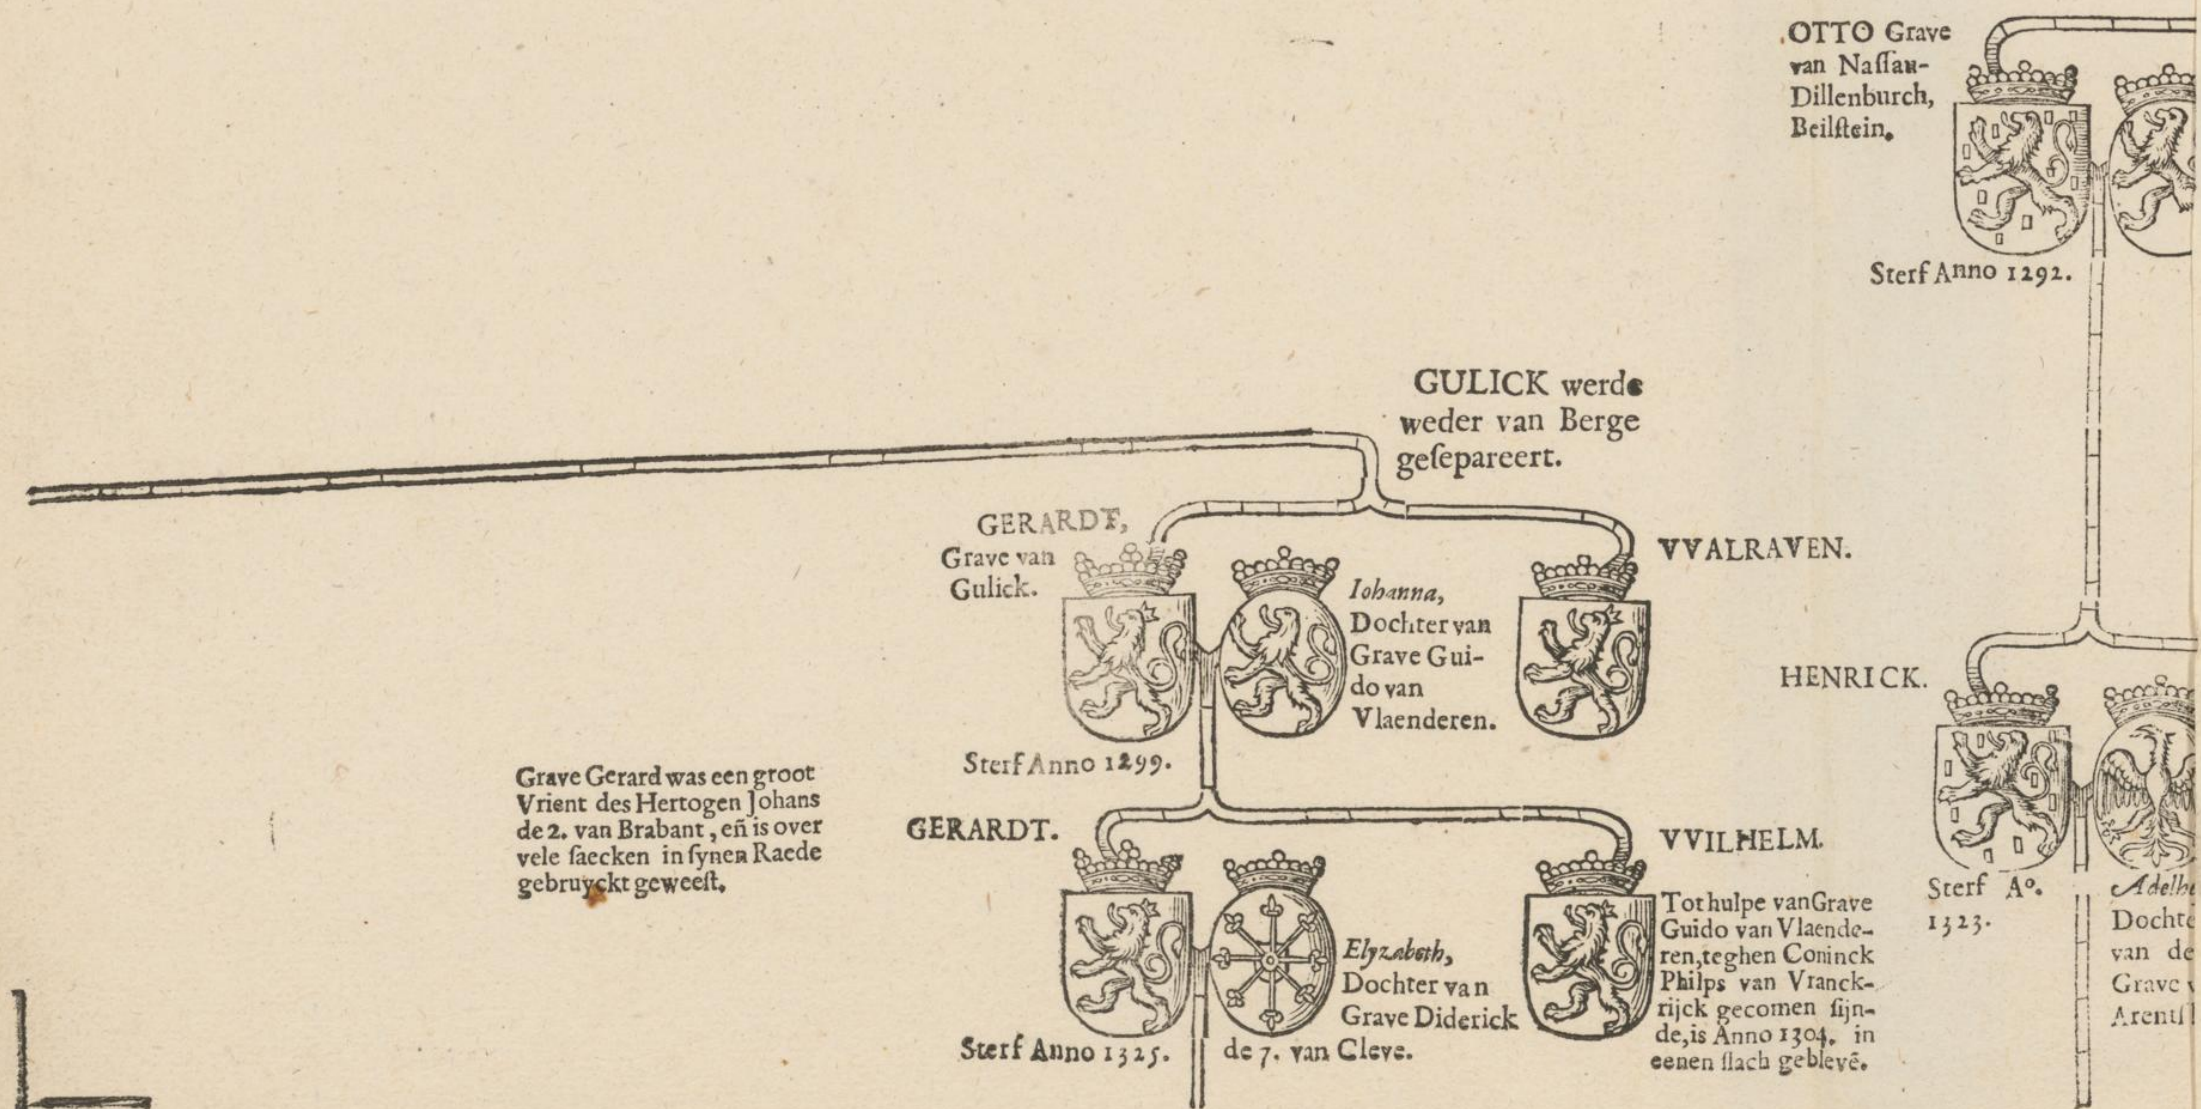 OTTO Grave
van Naſſau-
Dillenburch,
Beilſtein.
Sterf Anno 1292.
GULICK werde
weder van Berge
geſepareert.
GERARDT,
Grave van
Gulick.
Iohanna,
Dochter van
Grave Gui-
do van
Vlaenderen.
VVALRAVEN.
HENRICK.
Sterf Anno 1299.
Grave Gerard was een groot
Vrient des Hertogen Johans
de 2. van Brabant, eñ is over
vele ſaecken in ſynen Raede
gebruyckt geweeſt.
GERARDT.
VVILHELM.
Elyzabeth,
Dochter van
Grave Diderick
de 7. van Cleve.
Sterf Anno 1325.
Tot hulpe van Grave
Guido van Vlaende-
ren, teghen Coninck
Philps van Vranck-
rijck gecomen ſijn-
de, is Anno 1304. in
eenen ſlach geblevē.
Sterf Aº.
1323.
Adelhe
Dochte
van de
Grave v
Arentſ